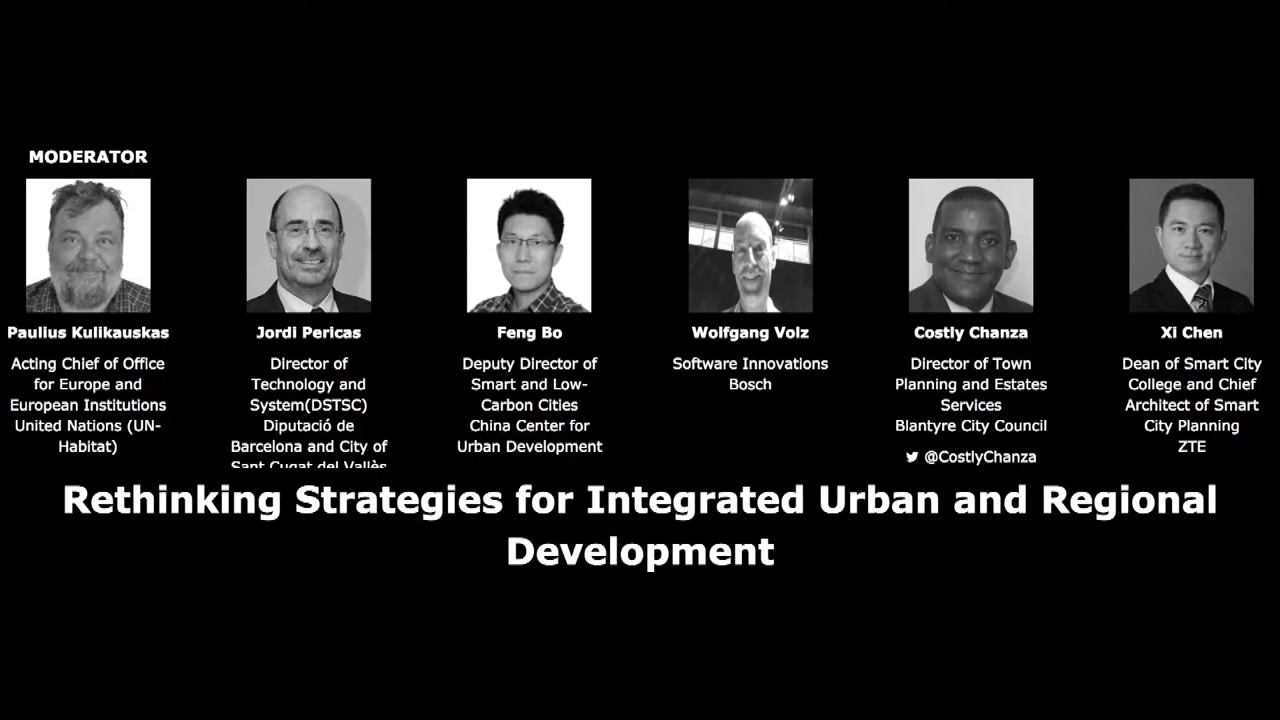 MODERATOR
Paulius Kulikauskas
Acting Chief of Office
for Europe and
European Institutions
United Nations (UN-
Habitat)
Jordi Pericas
Director of
Technology and
System(DSTSC)
Diputació de
Barcelona and City of
Sant Cugat del Vallès
Feng Bo
Deputy Director of
Smart and Low-
Carbon Cities
China Center for
Urban Development
Wolfgang Volz
Software Innovations
Bosch
Costly Chanza
Director of Town
Planning and Estates
Services
Blantyre City Council
@CostlyChanza
Xi Chen
Dean of Smart City
College and Chief
Architect of Smart
City Planning
ZTE
Rethinking Strategies for Integrated Urban and Regional
Development